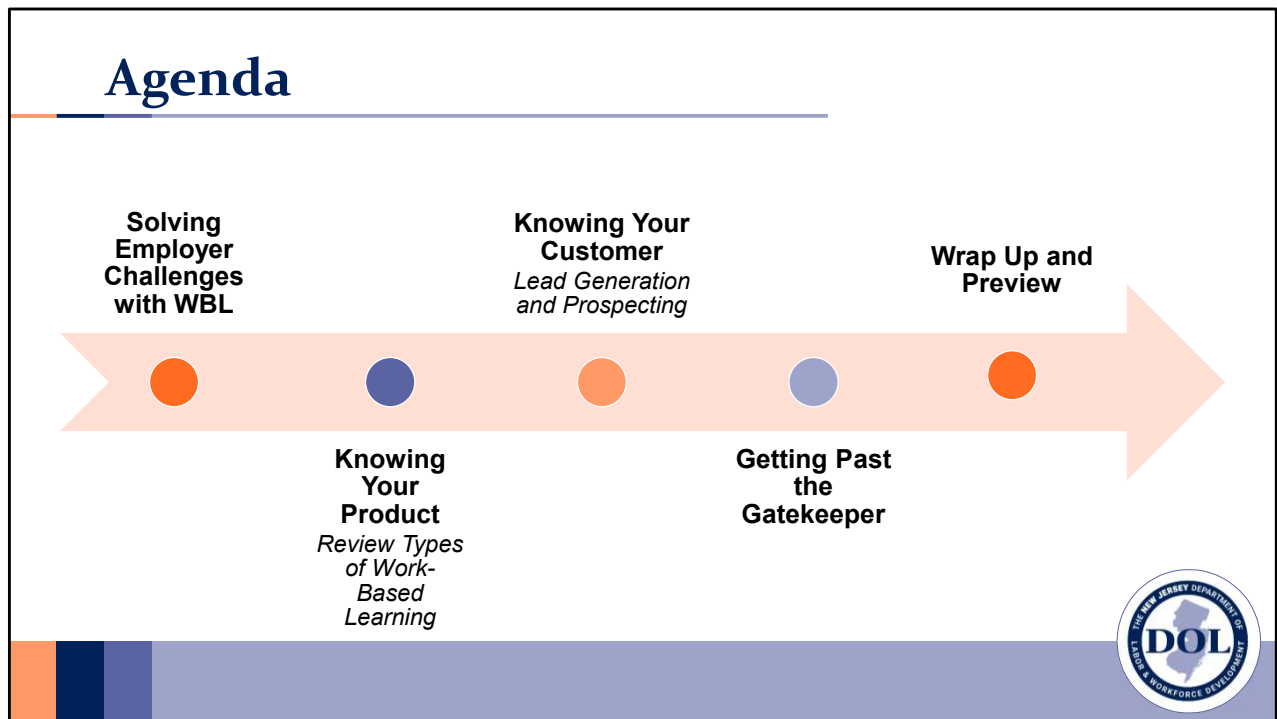 Agenda
Solving
Employer
Challenges
with WBL
Knowing
Your
Product
Review Types
of Work-
Based
Learning
Knowing Your
Customer
Lead Generation
and Prospecting
Getting Past
the
Gatekeeper
Wrap Up and
Preview
THE NEW JERSEY DEPARTMENT OF
DOL
LABOR & WORKFORCE DEVELOPMENT